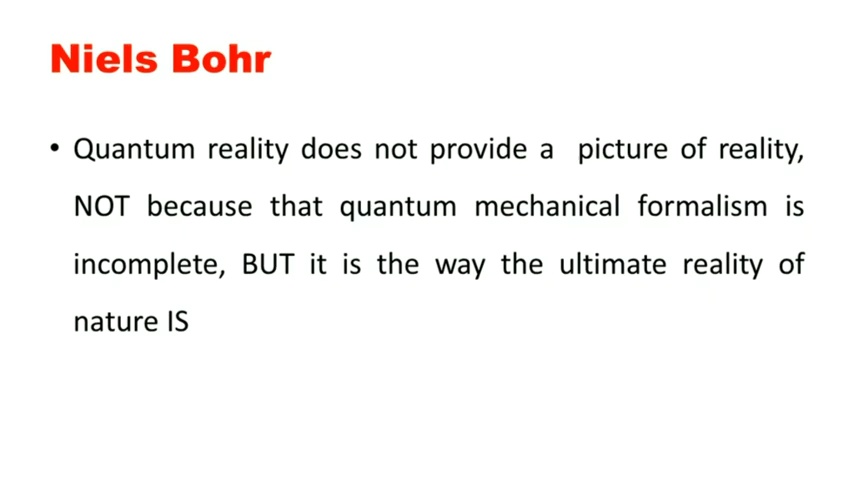 Niels Bohr
• Quantum reality does not provide a picture of reality,
NOT because that quantum mechanical formalism is
incomplete, BUT it is the way the ultimate reality of
nature IS